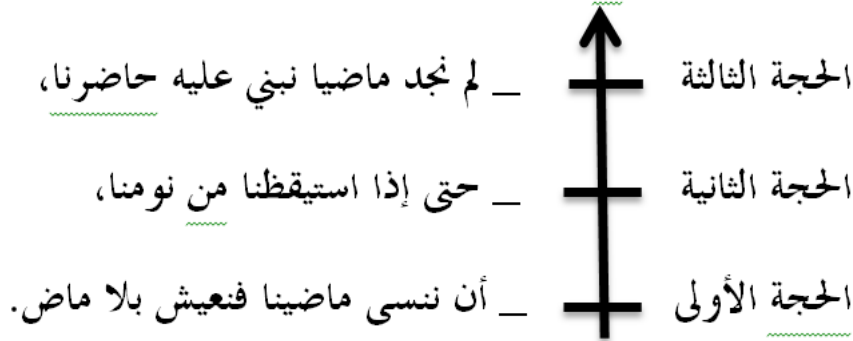 الحجة الثالثة _ لم نجد ماضيا نبني عليه حاضرنا،
الحجة الثانية _ حتى إذا استيقظنا من نومنا،
الحجة الأولى _ أن ننسى ماضينا فنعيش بلا ماض.